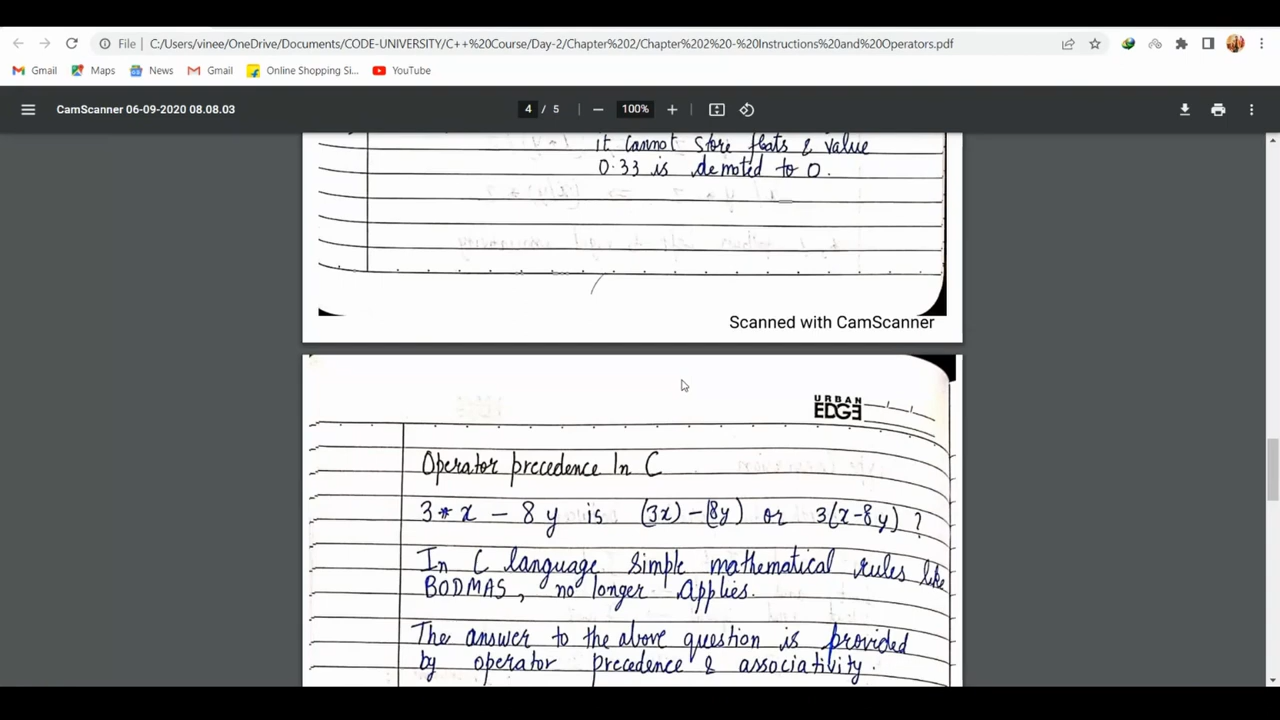 File | C:/Users/vinee/OneDrive/Documents/CODE-UNIVERSITY/C++%20Course/Day-2/Chapter%202/Chapter%202%20-%20Instructions%20and%20Operators.pdf
Gmail Maps News Gmail Online Shopping Si... YouTube
CamScanner 06-09-2020 08.08.03 4 / 5 − 100% +
it cannot store floats & value
0.33 is demoted to 0.
Scanned with CamScanner
URBAN
EDGE
Operator precedence In C
3*x - 8y is (3x)-(8y) or 3(x-8y) ?
In C language simple mathematical rules like
BODMAS, no longer Applies.
The answer to the above question is provided
by operator precedence & associativity.